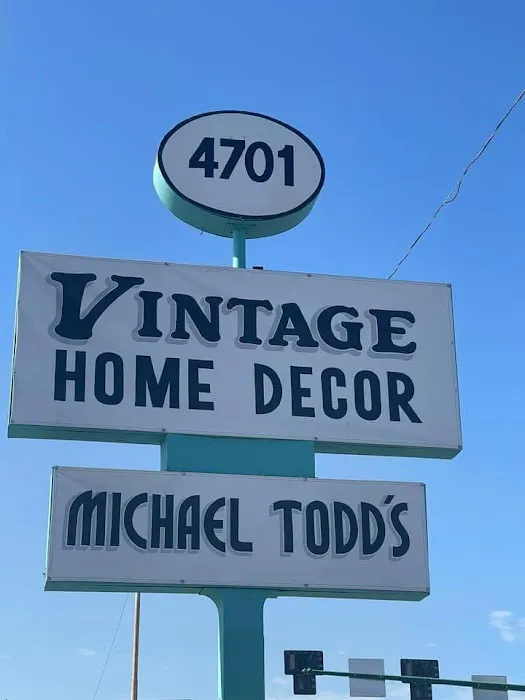 4701
VINTAGE
HOME DECOR
MICHAEL TODD'S